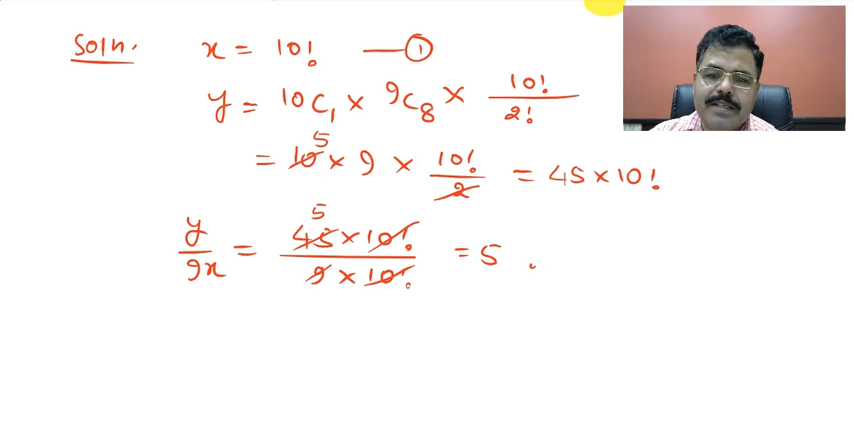 Soln. x = 10! —— ①
y = 10C₁ × 9C₈ × 10!/2!
= 10 5 × 9 × 10!/2 = 45 × 10!
y/9x = 45 5 × 10!/9 × 10! = 5 .